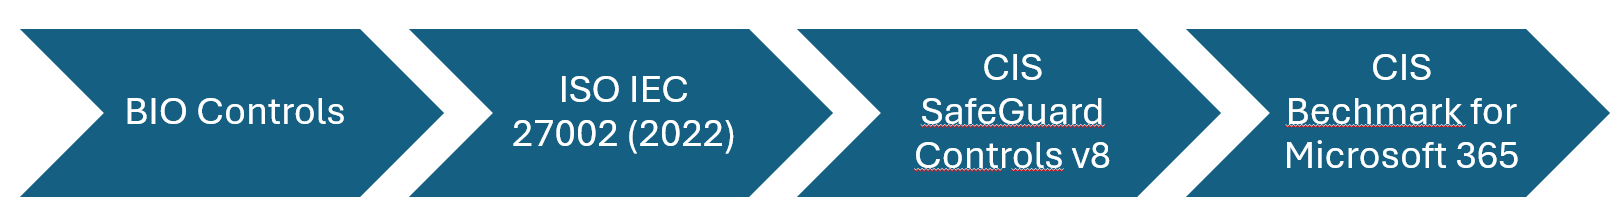 BIO Controls
ISO IEC
27002 (2022)
CIS
SafeGuard
Controls v8
CIS
Bechmark for
Microsoft 365